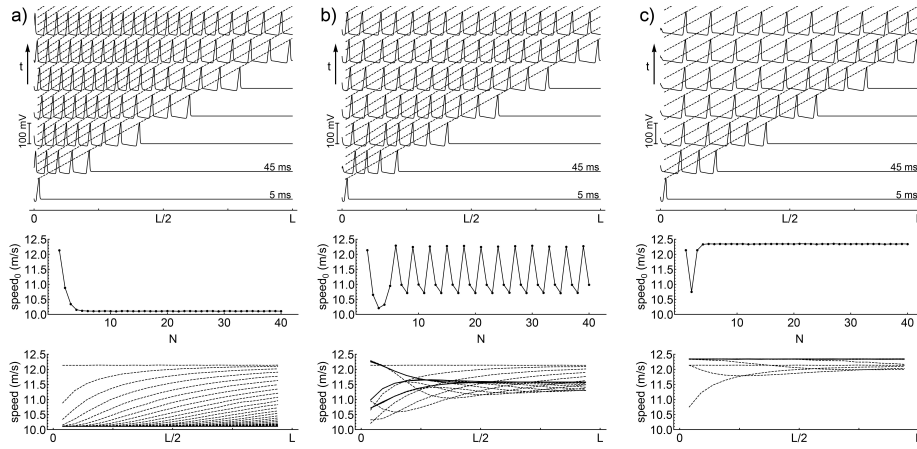 a) b) c)
t t t
100 mV 100 mV 100 mV
45 ms 45 ms 45 ms
5 ms 5 ms 5 ms
0 L/2 L 0 L/2 L 0 L/2 L
speed0 (m/s) speed0 (m/s) speed0 (m/s)
12.5 12.5 12.5
12.0 12.0 12.0
11.5 11.5 11.5
11.0 11.0 11.0
10.5 10.5 10.5
10.0 10.0 10.0
0 10 20 30 40 0 10 20 30 40 0 10 20 30 40
N N N
speed (m/s) speed (m/s) speed (m/s)
12.5 12.5 12.5
12.0 12.0 12.0
11.5 11.5 11.5
11.0 11.0 11.0
10.5 10.5 10.5
10.0 10.0 10.0
0 L/2 L 0 L/2 L 0 L/2 L